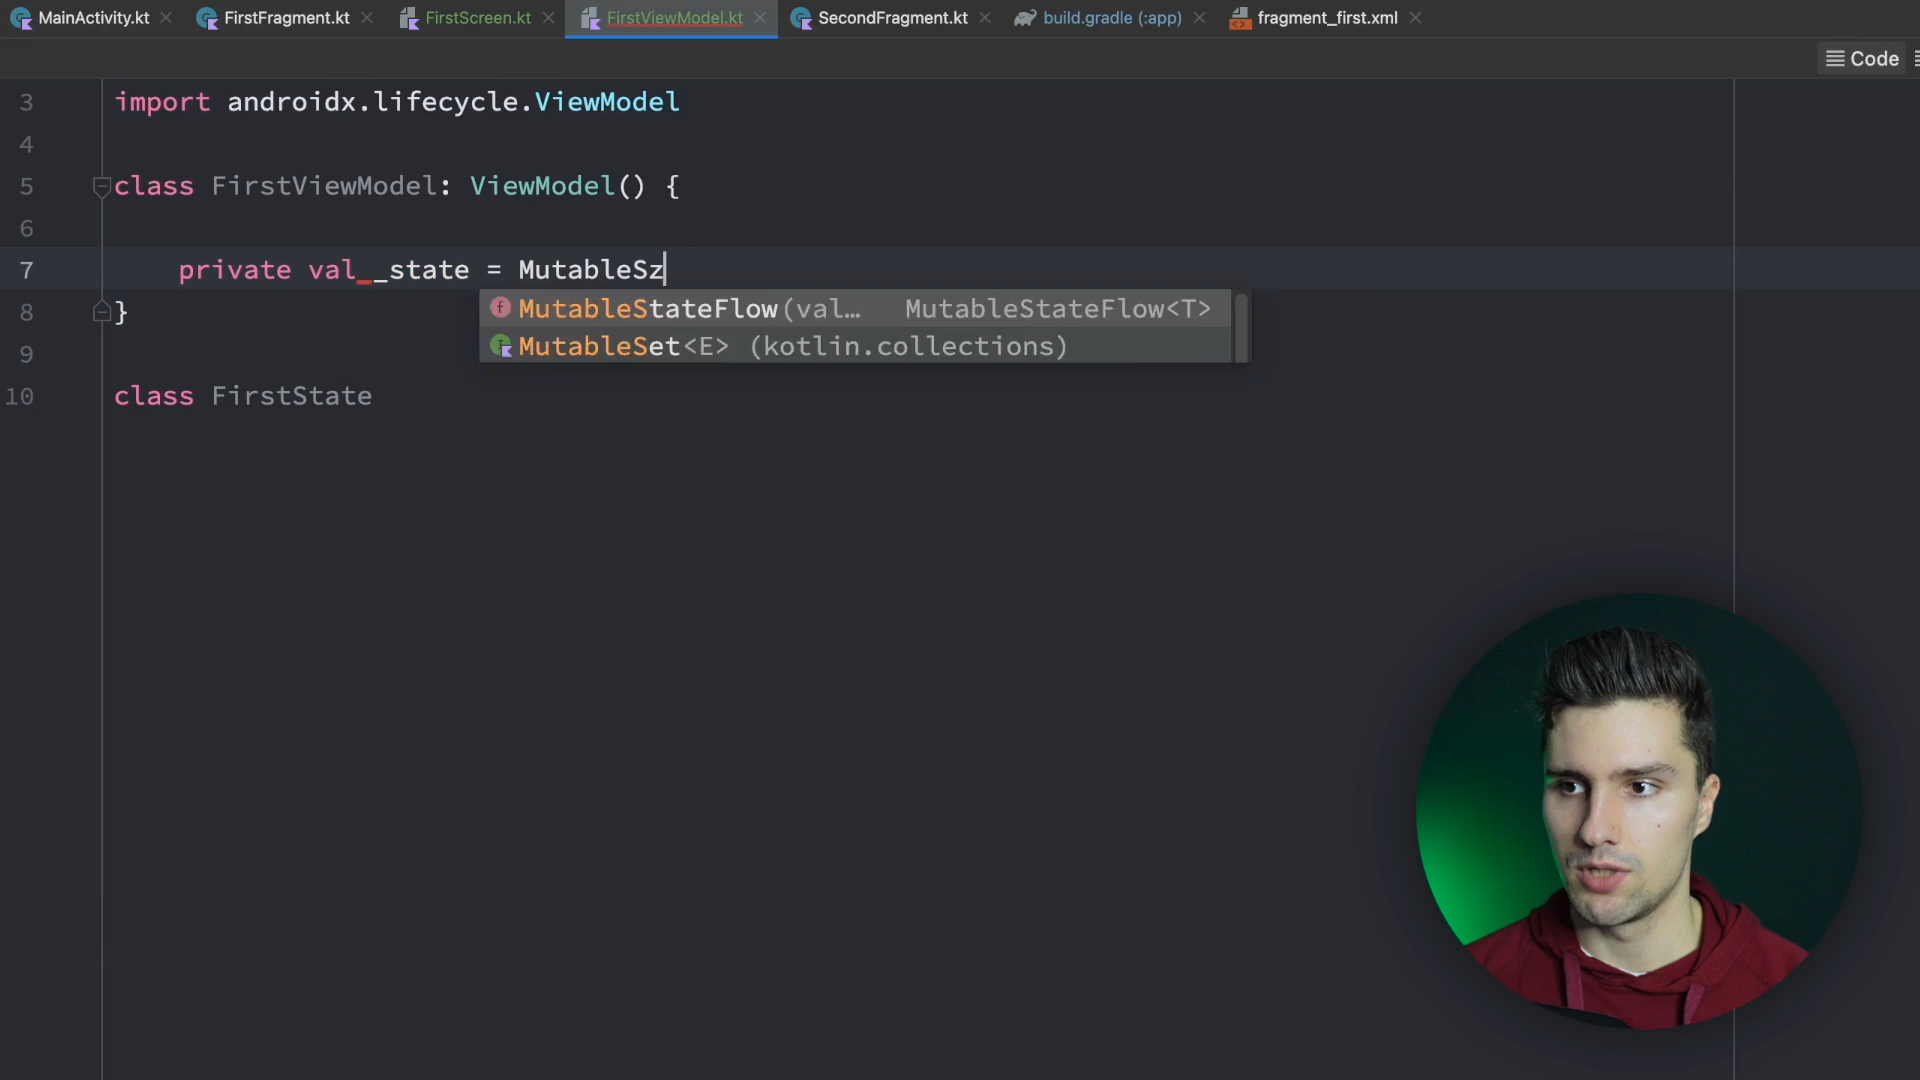 MainActivity.kt FirstFragment.kt FirstScreen.kt FirstViewModel.kt SecondFragment.kt build.gradle (:app) fragment_first.xml
Code
3 import androidx.lifecycle.ViewModel
4
5 class FirstViewModel: ViewModel() {
6
7 private val _state = MutableSz
MutableStateFlow(val… MutableStateFlow<T>
8 }
MutableSet<E> (kotlin.collections)
9
10 class FirstState